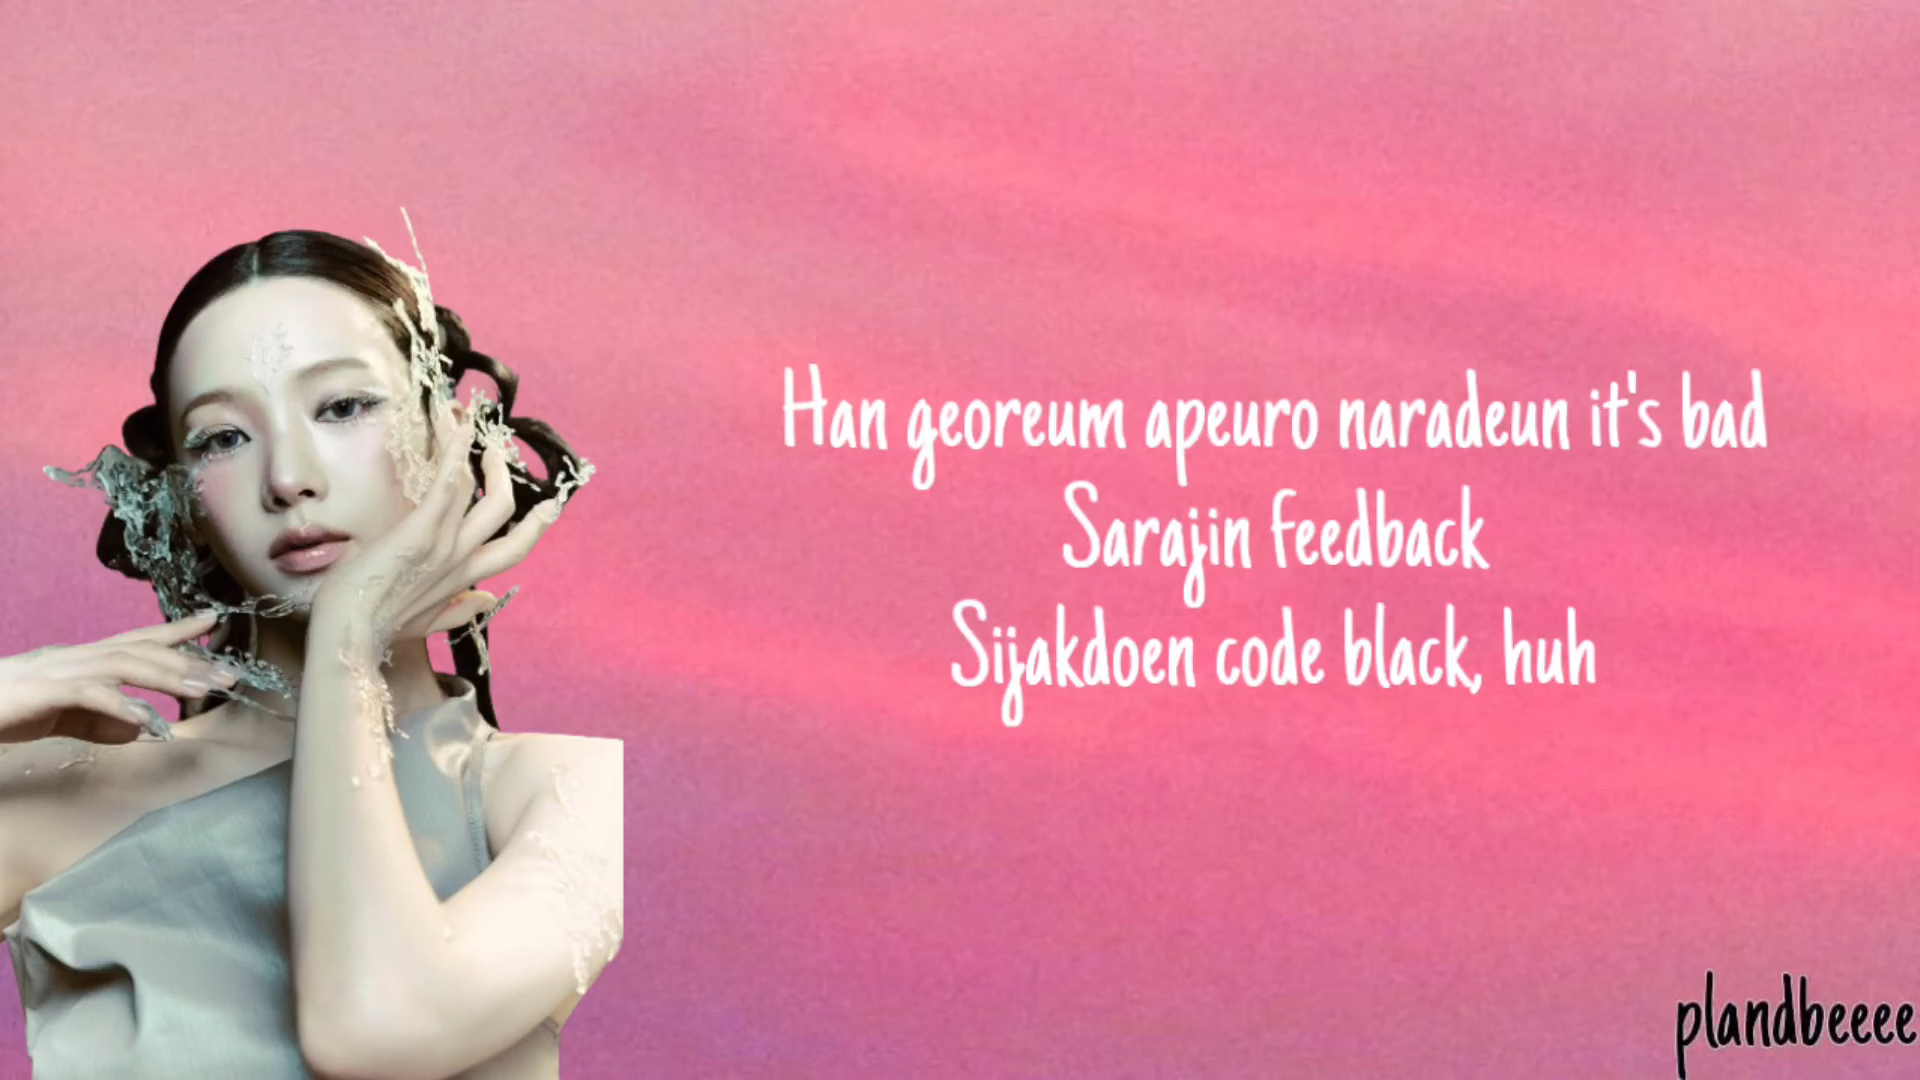 Han georeum apeuro naradeun it's bad
Sarajin feedback
Sijakdoen code black, huh
plandbeeee